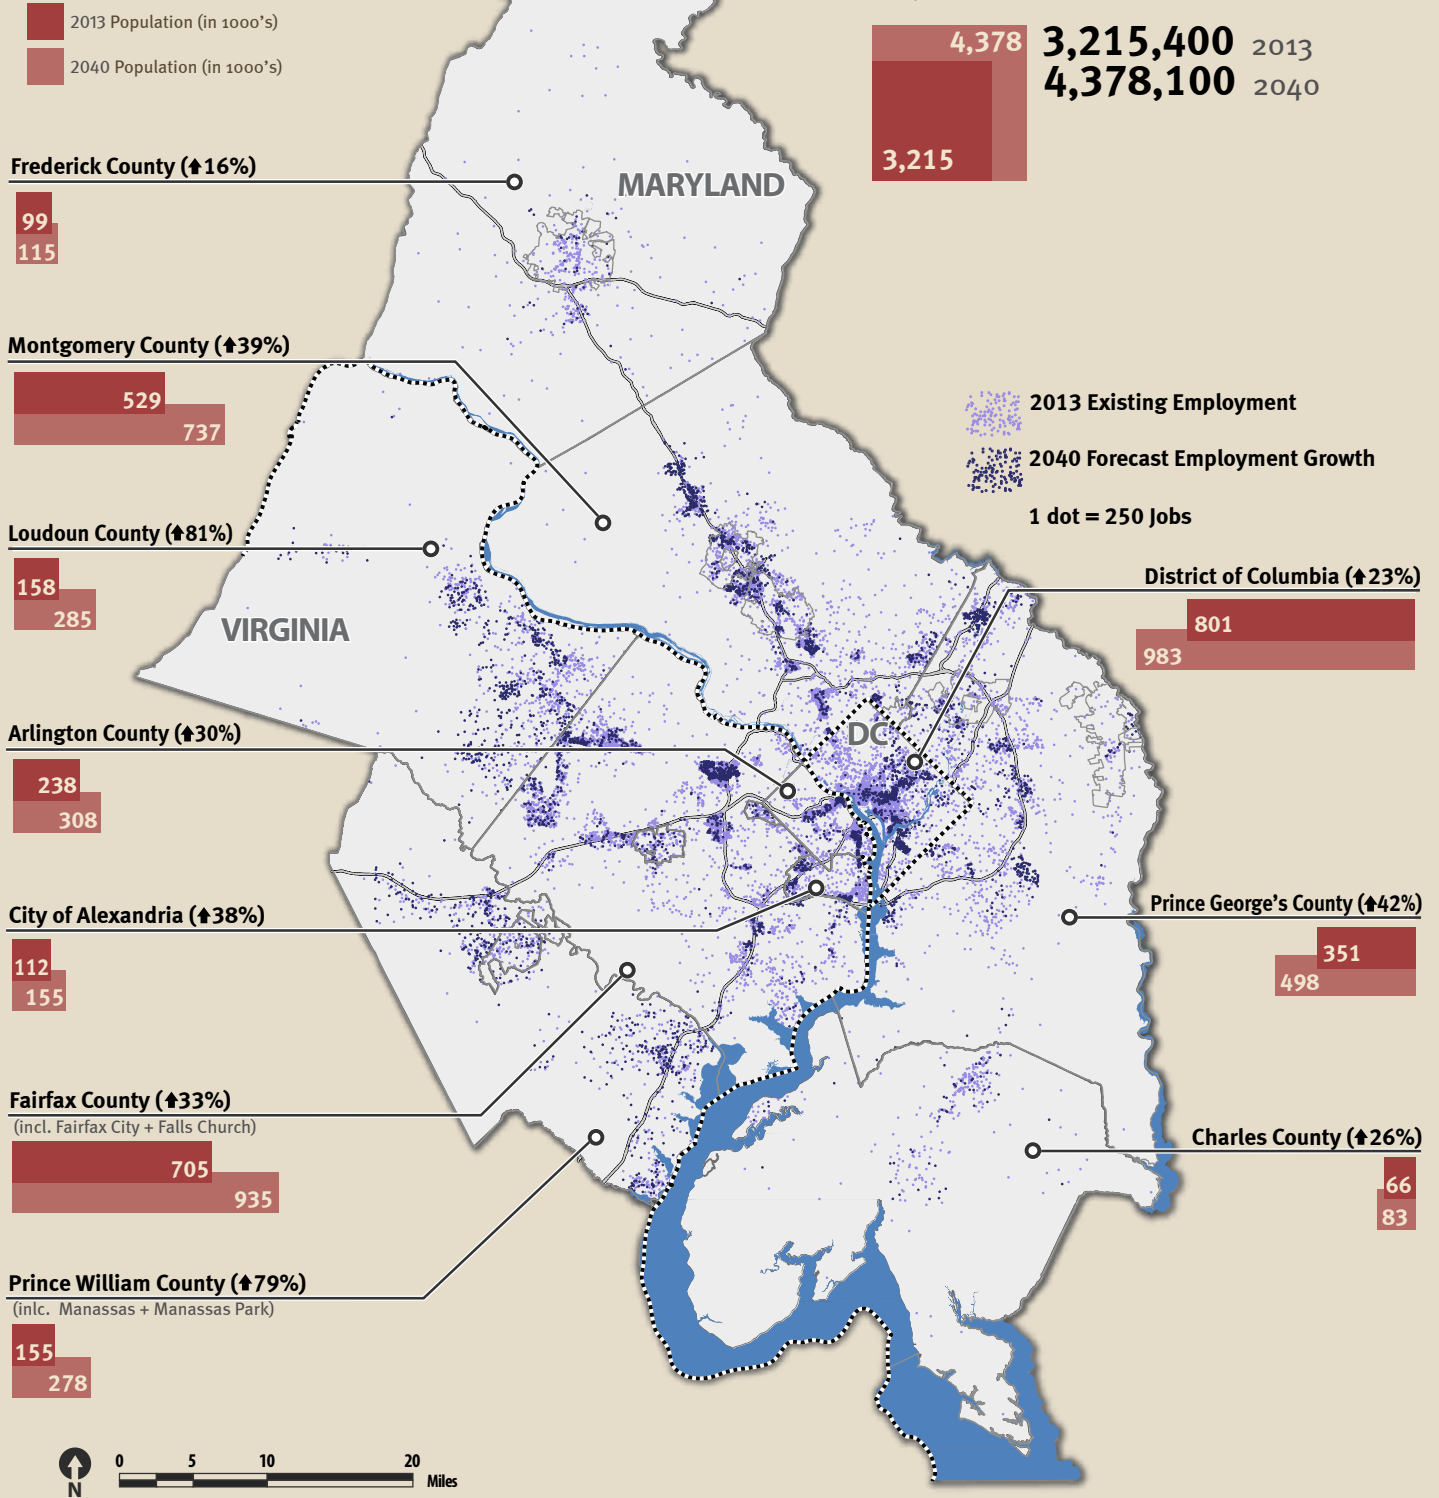 2013 Population (in 1000's)
2040 Population (in 1000's)
4,378
3,215
3,215,400 2013
4,378,100 2040
Frederick County (⬆16%)
99
115
MARYLAND
Montgomery County (⬆39%)
529
737
2013 Existing Employment
2040 Forecast Employment Growth
1 dot = 250 Jobs
Loudoun County (⬆81%)
158
285
VIRGINIA
District of Columbia (⬆23%)
801
983
Arlington County (⬆30%)
238
308
DC
City of Alexandria (⬆38%)
112
155
Prince George's County (⬆42%)
351
498
Fairfax County (⬆33%)
(incl. Fairfax City + Falls Church)
705
935
Charles County (⬆26%)
66
83
Prince William County (⬆79%)
(inlc. Manassas + Manassas Park)
155
278
N
0 5 10 20
Miles